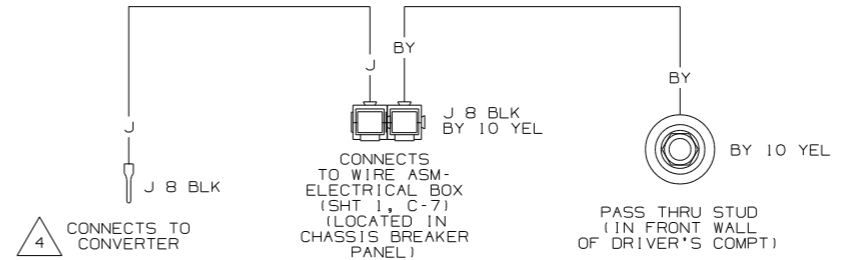 BY
J
BY
J
J 8 BLK
BY 10 YEL
BY 10 YEL
J 8 BLK
CONNECTS
TO WIRE ASM-
ELECTRICAL BOX
(SHT 1, C-7)
(LOCATED IN
CHASSIS BREAKER
PANEL)
4
CONNECTS TO
CONVERTER
PASS THRU STUD
(IN FRONT WALL
OF DRIVER'S COMPT)